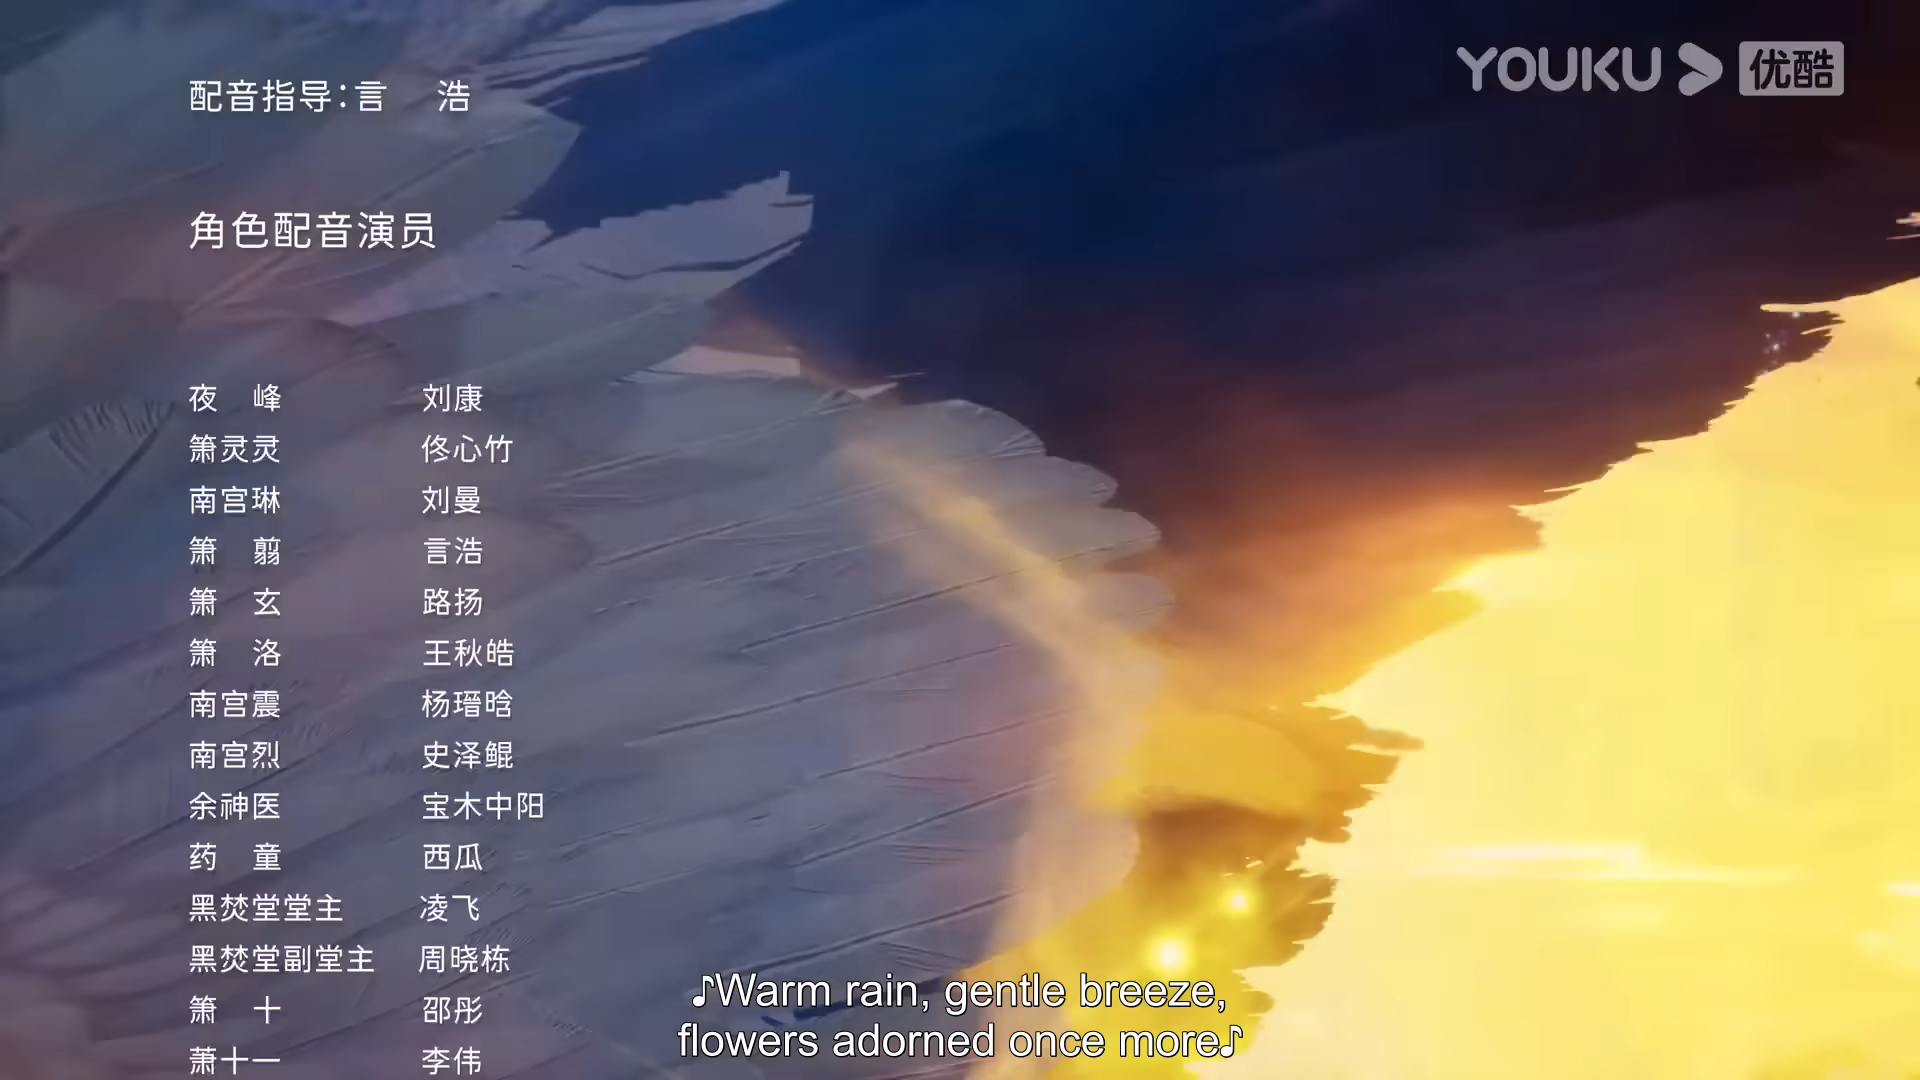 YOUKU 优酷
配音指导：言 浩
角色配音演员
夜 峰 刘康
箫灵灵 佟心竹
南宫琳 刘曼
箫 翦 言浩
箫 玄 路扬
箫 洛 王秋皓
南宫震 杨瑨晗
南宫烈 史泽鲲
余神医 宝木中阳
药 童 西瓜
黑焚堂堂主 凌飞
黑焚堂副堂主 周晓栋
箫 十 邵彤
萧十一 李伟
♪Warm rain, gentle breeze,
flowers adorned once more♪